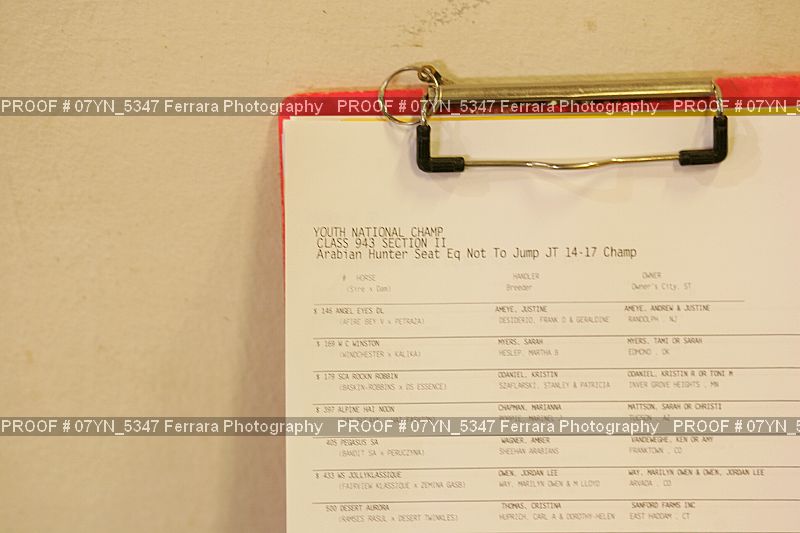 PROOF # 07YN_5347 Ferrara Photography PROOF # 07YN_5347 Ferrara Photography PROOF # 07YN
YOUTH NATIONAL CHAMP
CLASS 943 SECTION II
Arabian Hunter Seat Eq Not To Jump JT 14-17 Champ
# HORSE HANDLER OWNER
(Sire x Dam) Breeder Owner's City, ST
$ 146 ANGEL EYES DL AMEYE, JUSTINE AMEYE, ANDREW & JUSTINE
(AFIRE BEY V x PETRAZA) DESIDERIO, FRANK D & GERALDINE RANDOLPH , NJ
$ 169 W C WINSTON MYERS, SARAH MYERS, TAMI OR SARAH
(WINDCHESTER x KALIKA) HESLEP, MARTHA B EDMOND , OK
$ 179 SCA ROCKN ROBBIN ODANIEL, KRISTIN ODANIEL, KRISTIN R OR TONI M
(BASKIN-ROBBINS x DS ESSENCE) SZAFLARSKI, STANLEY & PATRICIA INVER GROVE HEIGHTS , MN
$ 397 ALPINE HAI NOON CHAPMAN, MARIANNA MATTSON, SARAH OR CHRISTI
TUCSON , AZ
PROOF # 07YN_5347 Ferrara Photography PROOF # 07YN_5347 Ferrara Photography PROOF # 07YN
405 PEGASUS SA WAGNER, AMBER VANDEWEGHE, KEN OR AMY
(BANDIT SA x PERUCZYNA) SHEEHAN ARABIANS FRANKTOWN , CO
$ 433 WS JOLLYKLASSIQUE OWEN, JORDAN LEE WAY, MARILYN OWEN & OWEN, JORDAN LEE
(FAIRVIEW KLASSIQUE x ZEMINA GASB) WAY, MARILYN OWEN & M LLOYD ARVADA , CO
500 DESERT AURORA THOMAS, CRISTINA SANFORD FARMS INC
(RAMSES RASUL x DESERT TWINKLES) HUPRICH, CARL A & DOROTHY-HELEN EAST HADDAM , CT